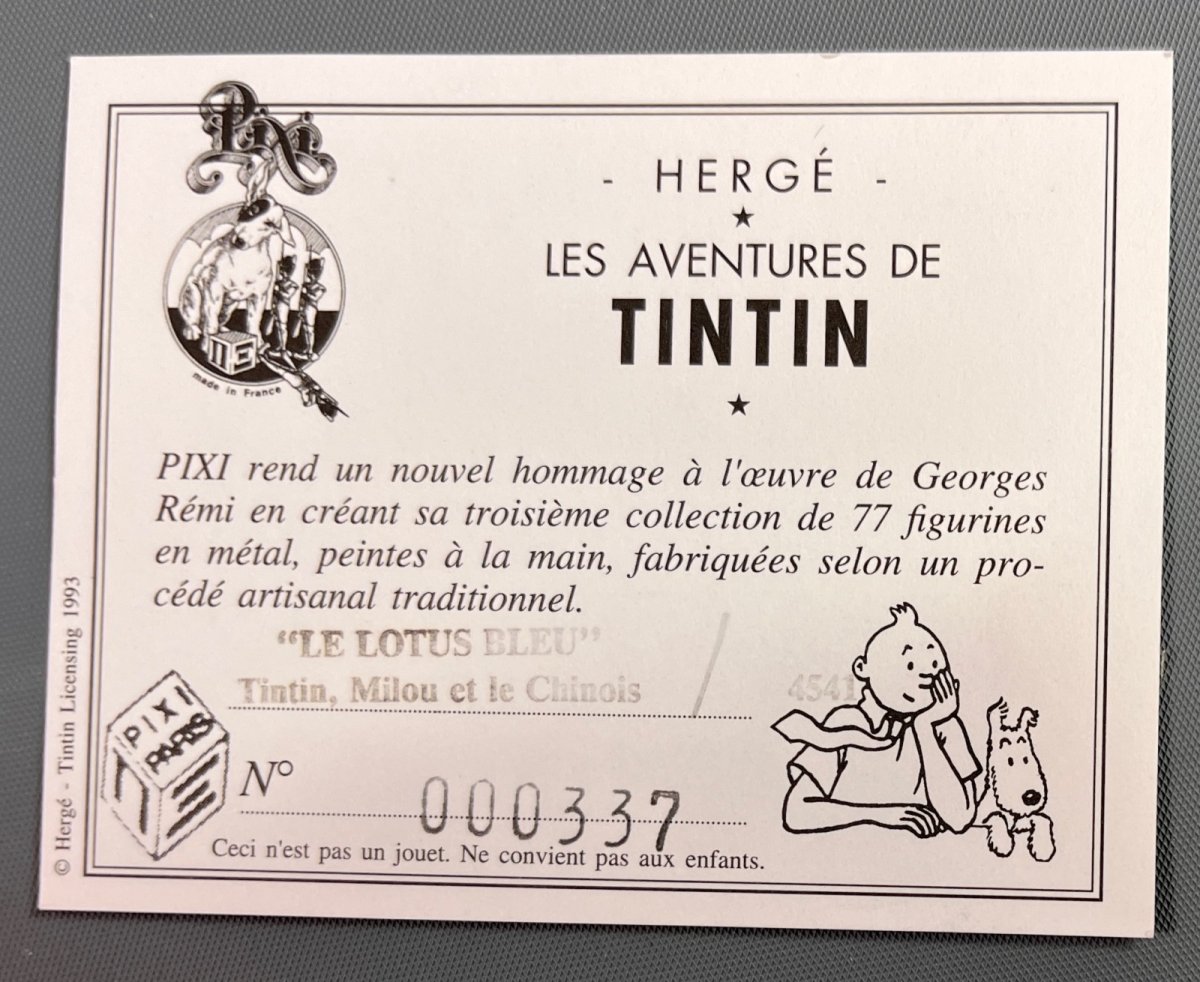 Pixi
made in France
- HERGÉ -
LES AVENTURES DE
TINTIN
PIXI rend un nouvel hommage à l'œuvre de Georges
Rémi en créant sa troisième collection de 77 figurines
en métal, peintes à la main, fabriquées selon un pro-
cédé artisanal traditionnel.
“LE LOTUS BLEU”
Tintin, Milou et le Chinois / 4541
PIXI
PARIS
N° 000337
Ceci n'est pas un jouet. Ne convient pas aux enfants.
© Hergé - Tintin Licensing 1993